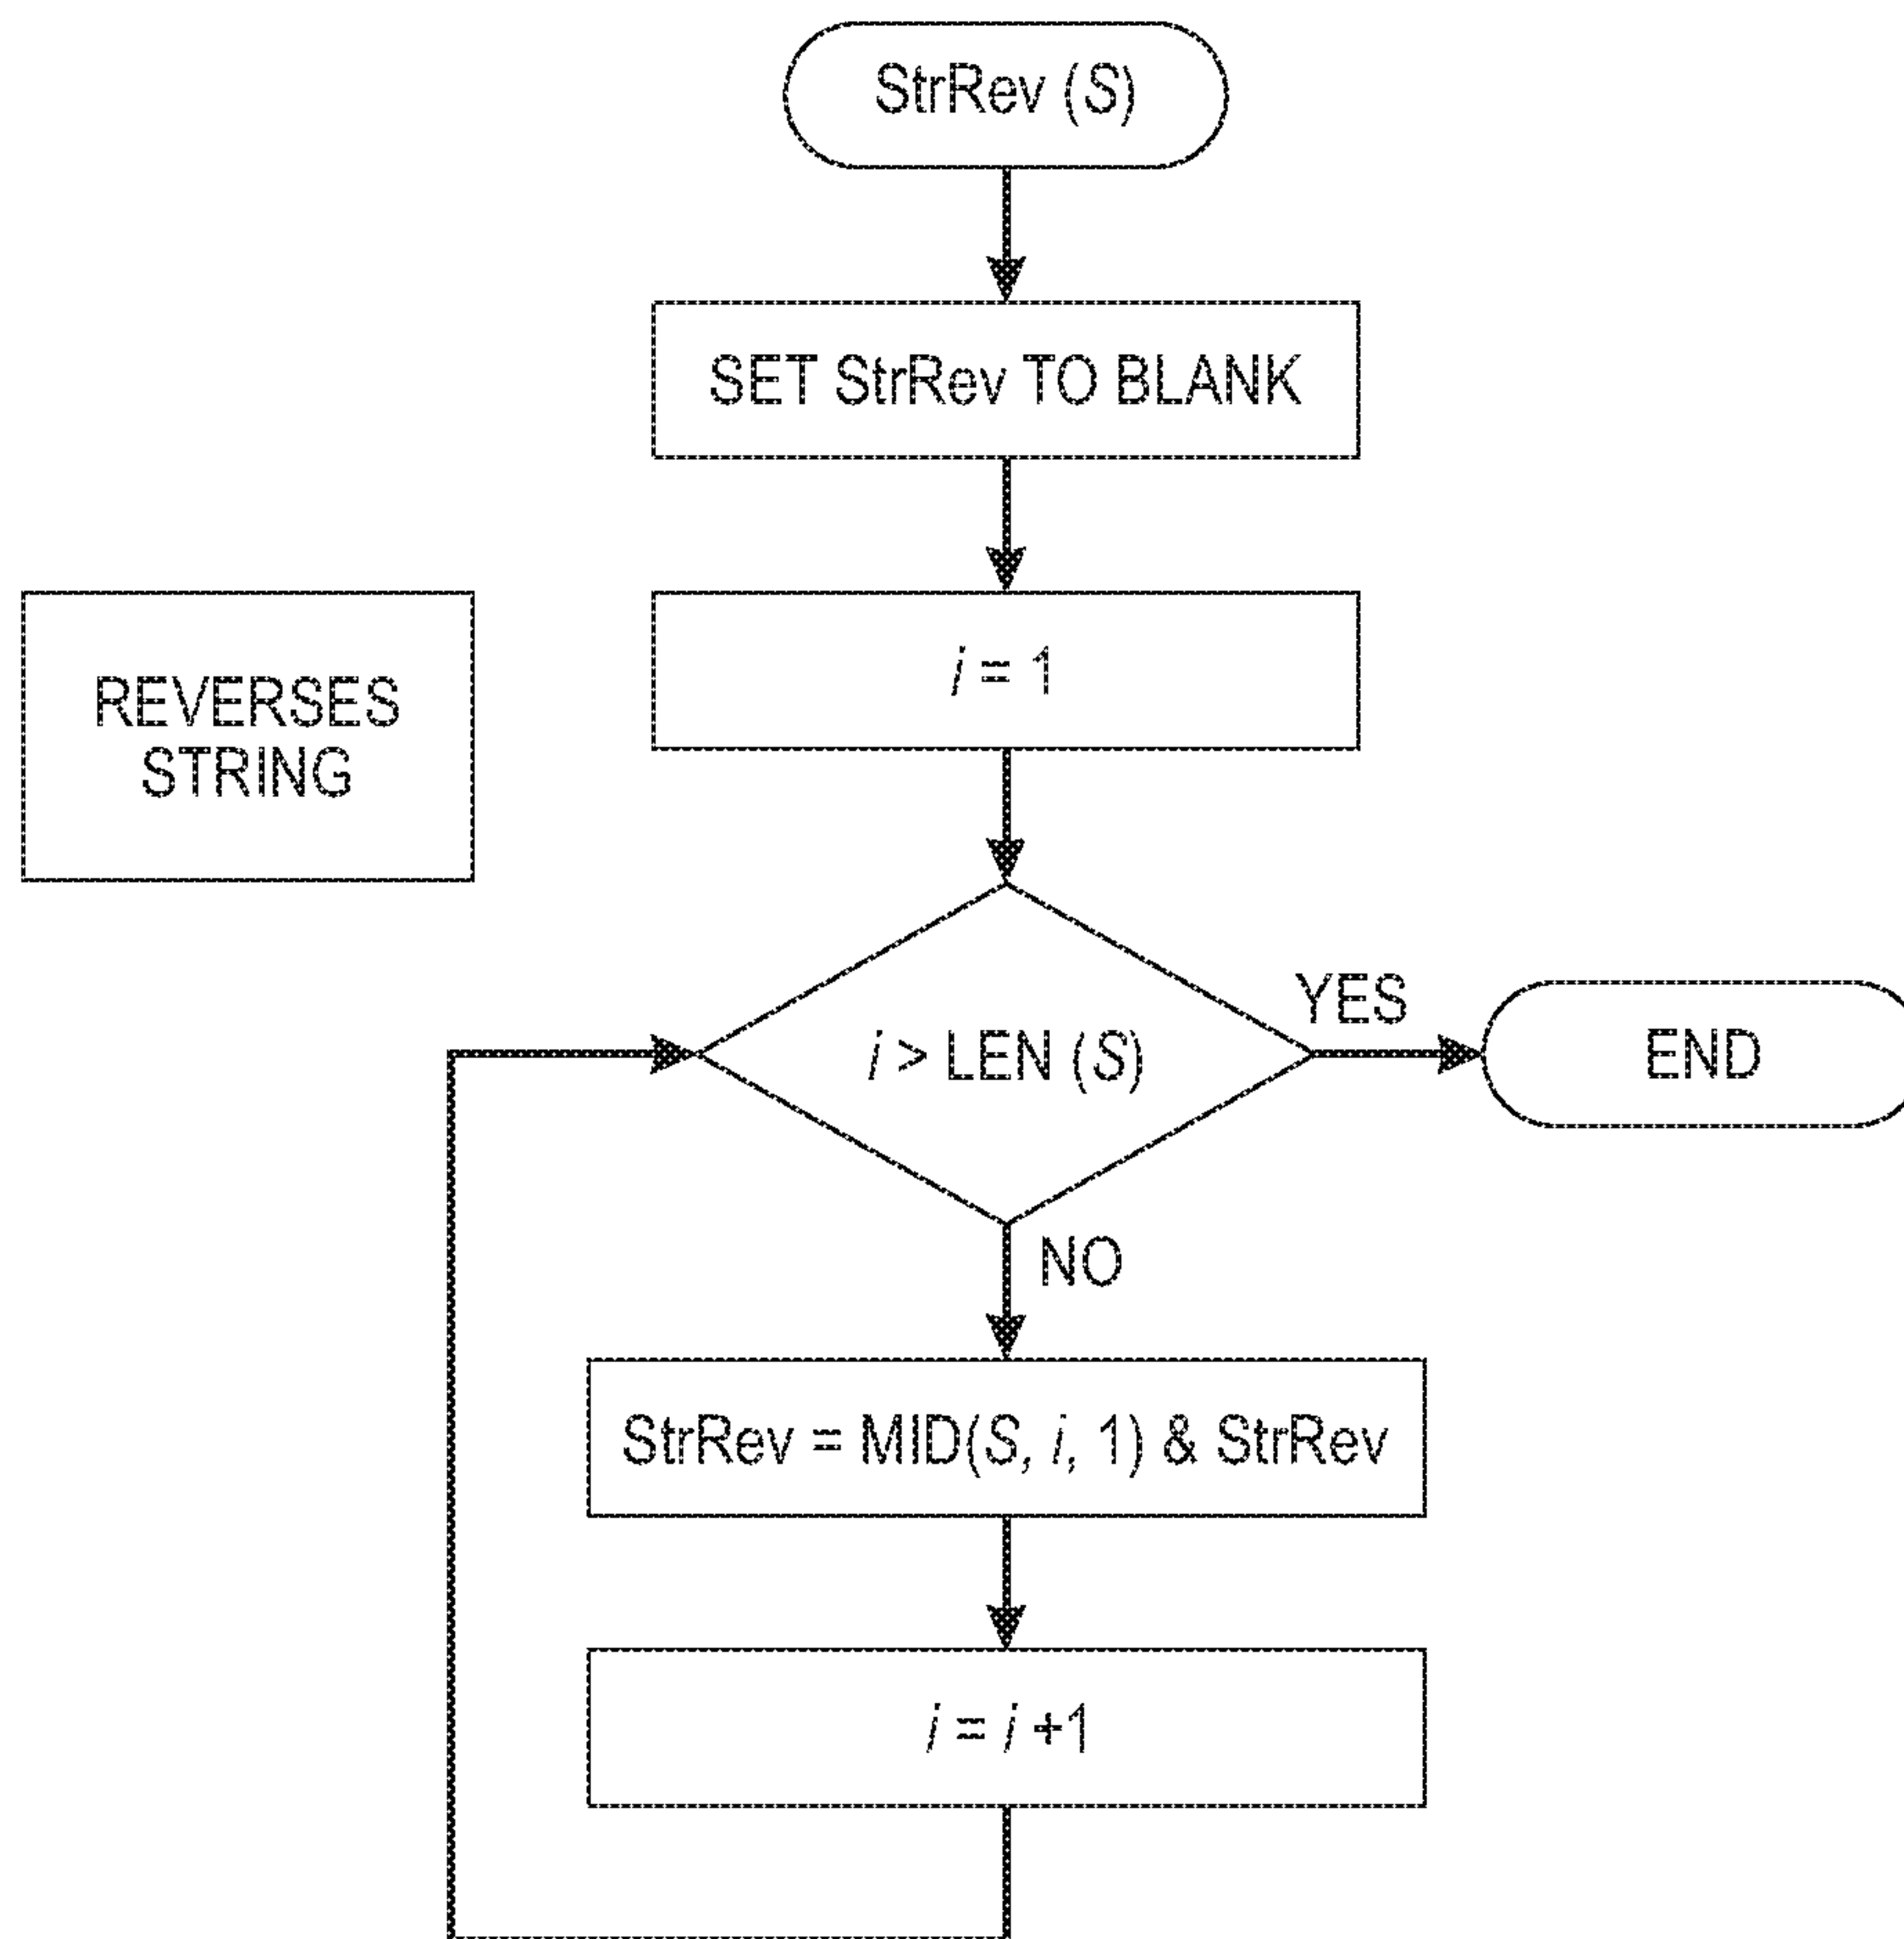 StrRev (S)
SET StrRev TO BLANK
i = 1
REVERSES
STRING
i > LEN (S)
YES
END
NO
StrRev = MID(S, i, 1) & StrRev
i = i +1